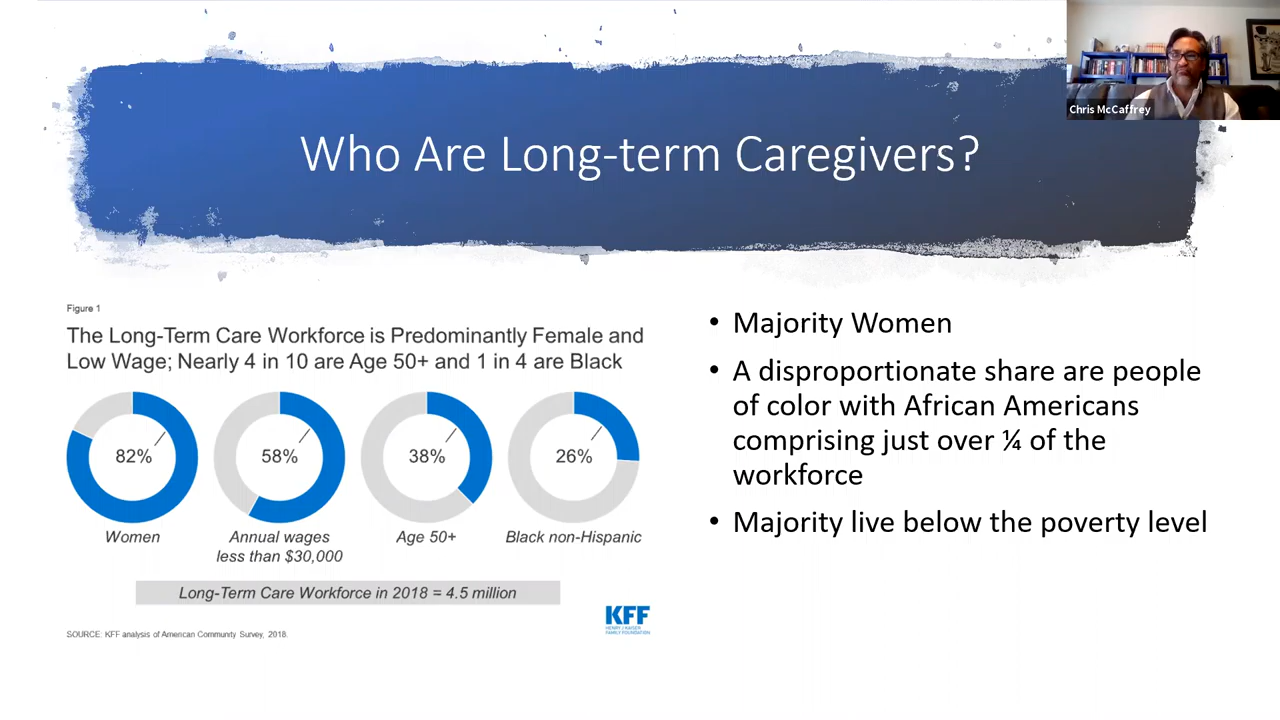 Chris McCaffrey
Who Are Long-term Caregivers?
Figure 1
The Long-Term Care Workforce is Predominantly Female and
Low Wage; Nearly 4 in 10 are Age 50+ and 1 in 4 are Black
82%
58%
38%
26%
Women
Annual wages
less than $30,000
Age 50+
Black non-Hispanic
Long-Term Care Workforce in 2018 = 4.5 million
KFF
HENRY J KAISER
FAMILY FOUNDATION
SOURCE: KFF analysis of American Community Survey, 2018.
• Majority Women
• A disproportionate share are people
of color with African Americans
comprising just over ¼ of the
workforce
• Majority live below the poverty level